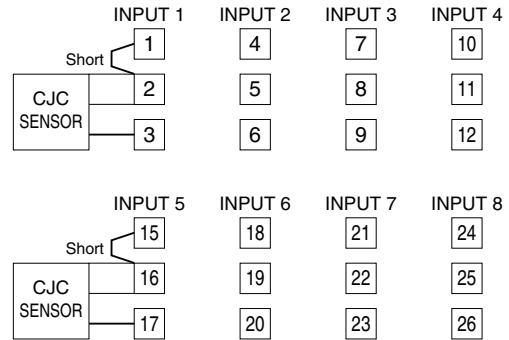 INPUT 1 INPUT 2 INPUT 3 INPUT 4
1 4 7 10
Short
2 5 8 11
CJC
SENSOR
3 6 9 12
INPUT 5 INPUT 6 INPUT 7 INPUT 8
15 18 21 24
Short
16 19 22 25
CJC
SENSOR
17 20 23 26